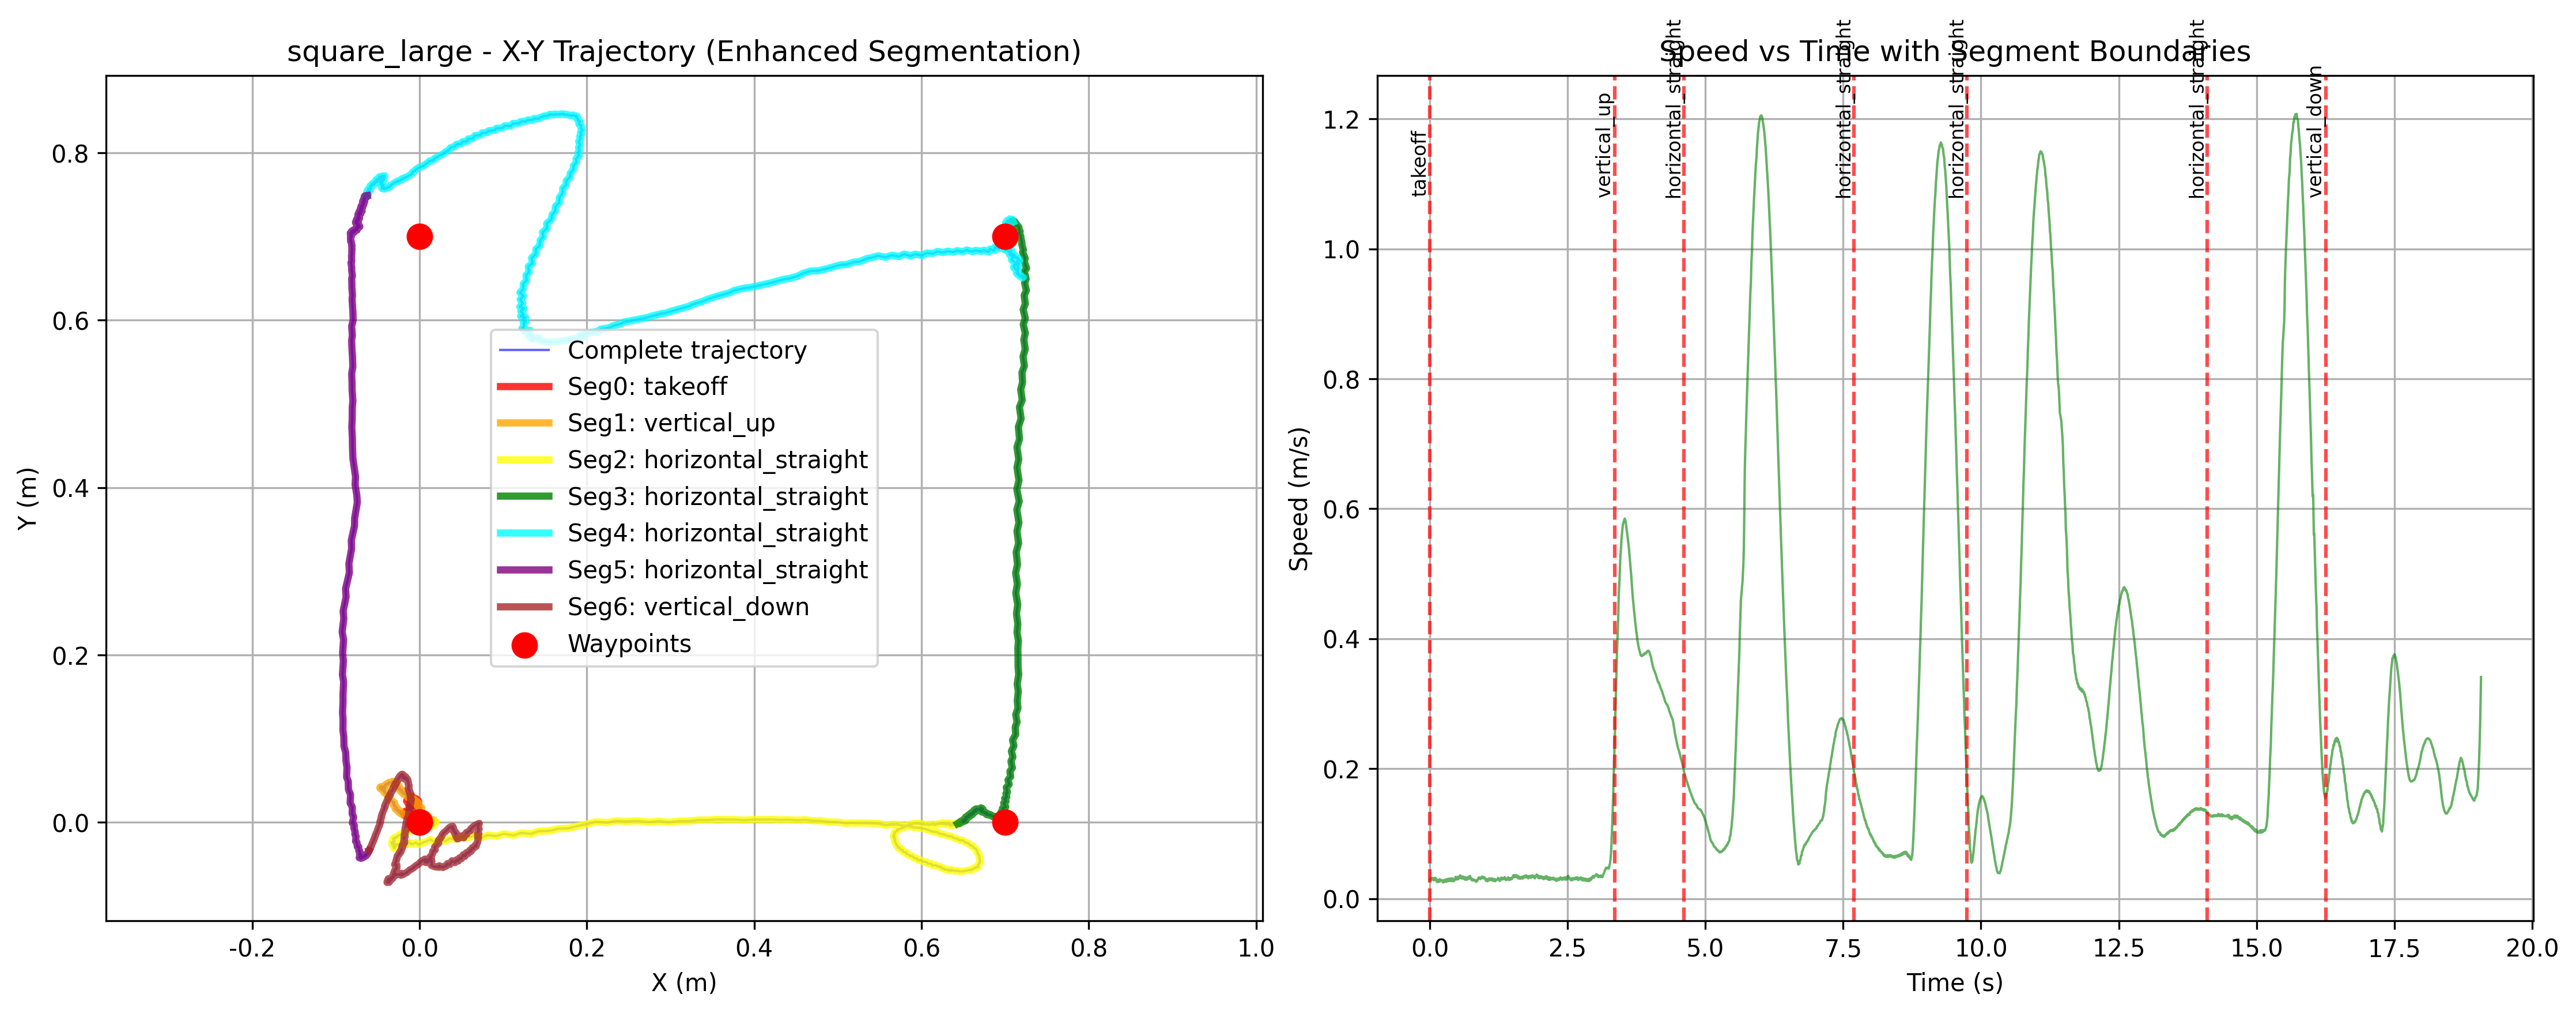 square_large - X-Y Trajectory (Enhanced Segmentation)
Y (m)
0.8
0.6
0.4
0.2
0.0
-0.2
0.0
0.2
0.4
0.6
0.8
1.0
X (m)
Complete trajectory
Seg0: takeoff
Seg1: vertical_up
Seg2: horizontal_straight
Seg3: horizontal_straight
Seg4: horizontal_straight
Seg5: horizontal_straight
Seg6: vertical_down
Waypoints
Speed vs Time with Segment Boundaries
takeoff
vertical_up
horizontal_straight
horizontal_straight
horizontal_straight
horizontal_straight
vertical_down
Speed (m/s)
1.2
1.0
0.8
0.6
0.4
0.2
0.0
0.0
2.5
5.0
7.5
10.0
12.5
15.0
17.5
20.0
Time (s)